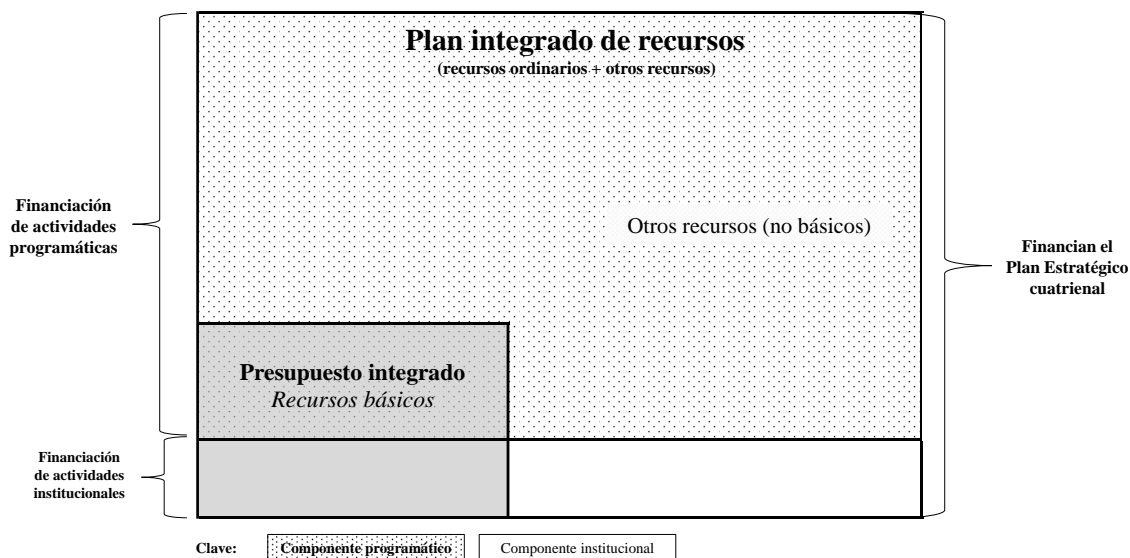 Plan integrado de recursos
(recursos ordinarios + otros recursos)
Financiación
de actividades
programáticas
Otros recursos (no básicos)
Financian el
Plan Estratégico
cuatrienal
Presupuesto integrado
Recursos básicos
Financiación
de actividades
institucionales
Clave:
Componente programático
Componente institucional